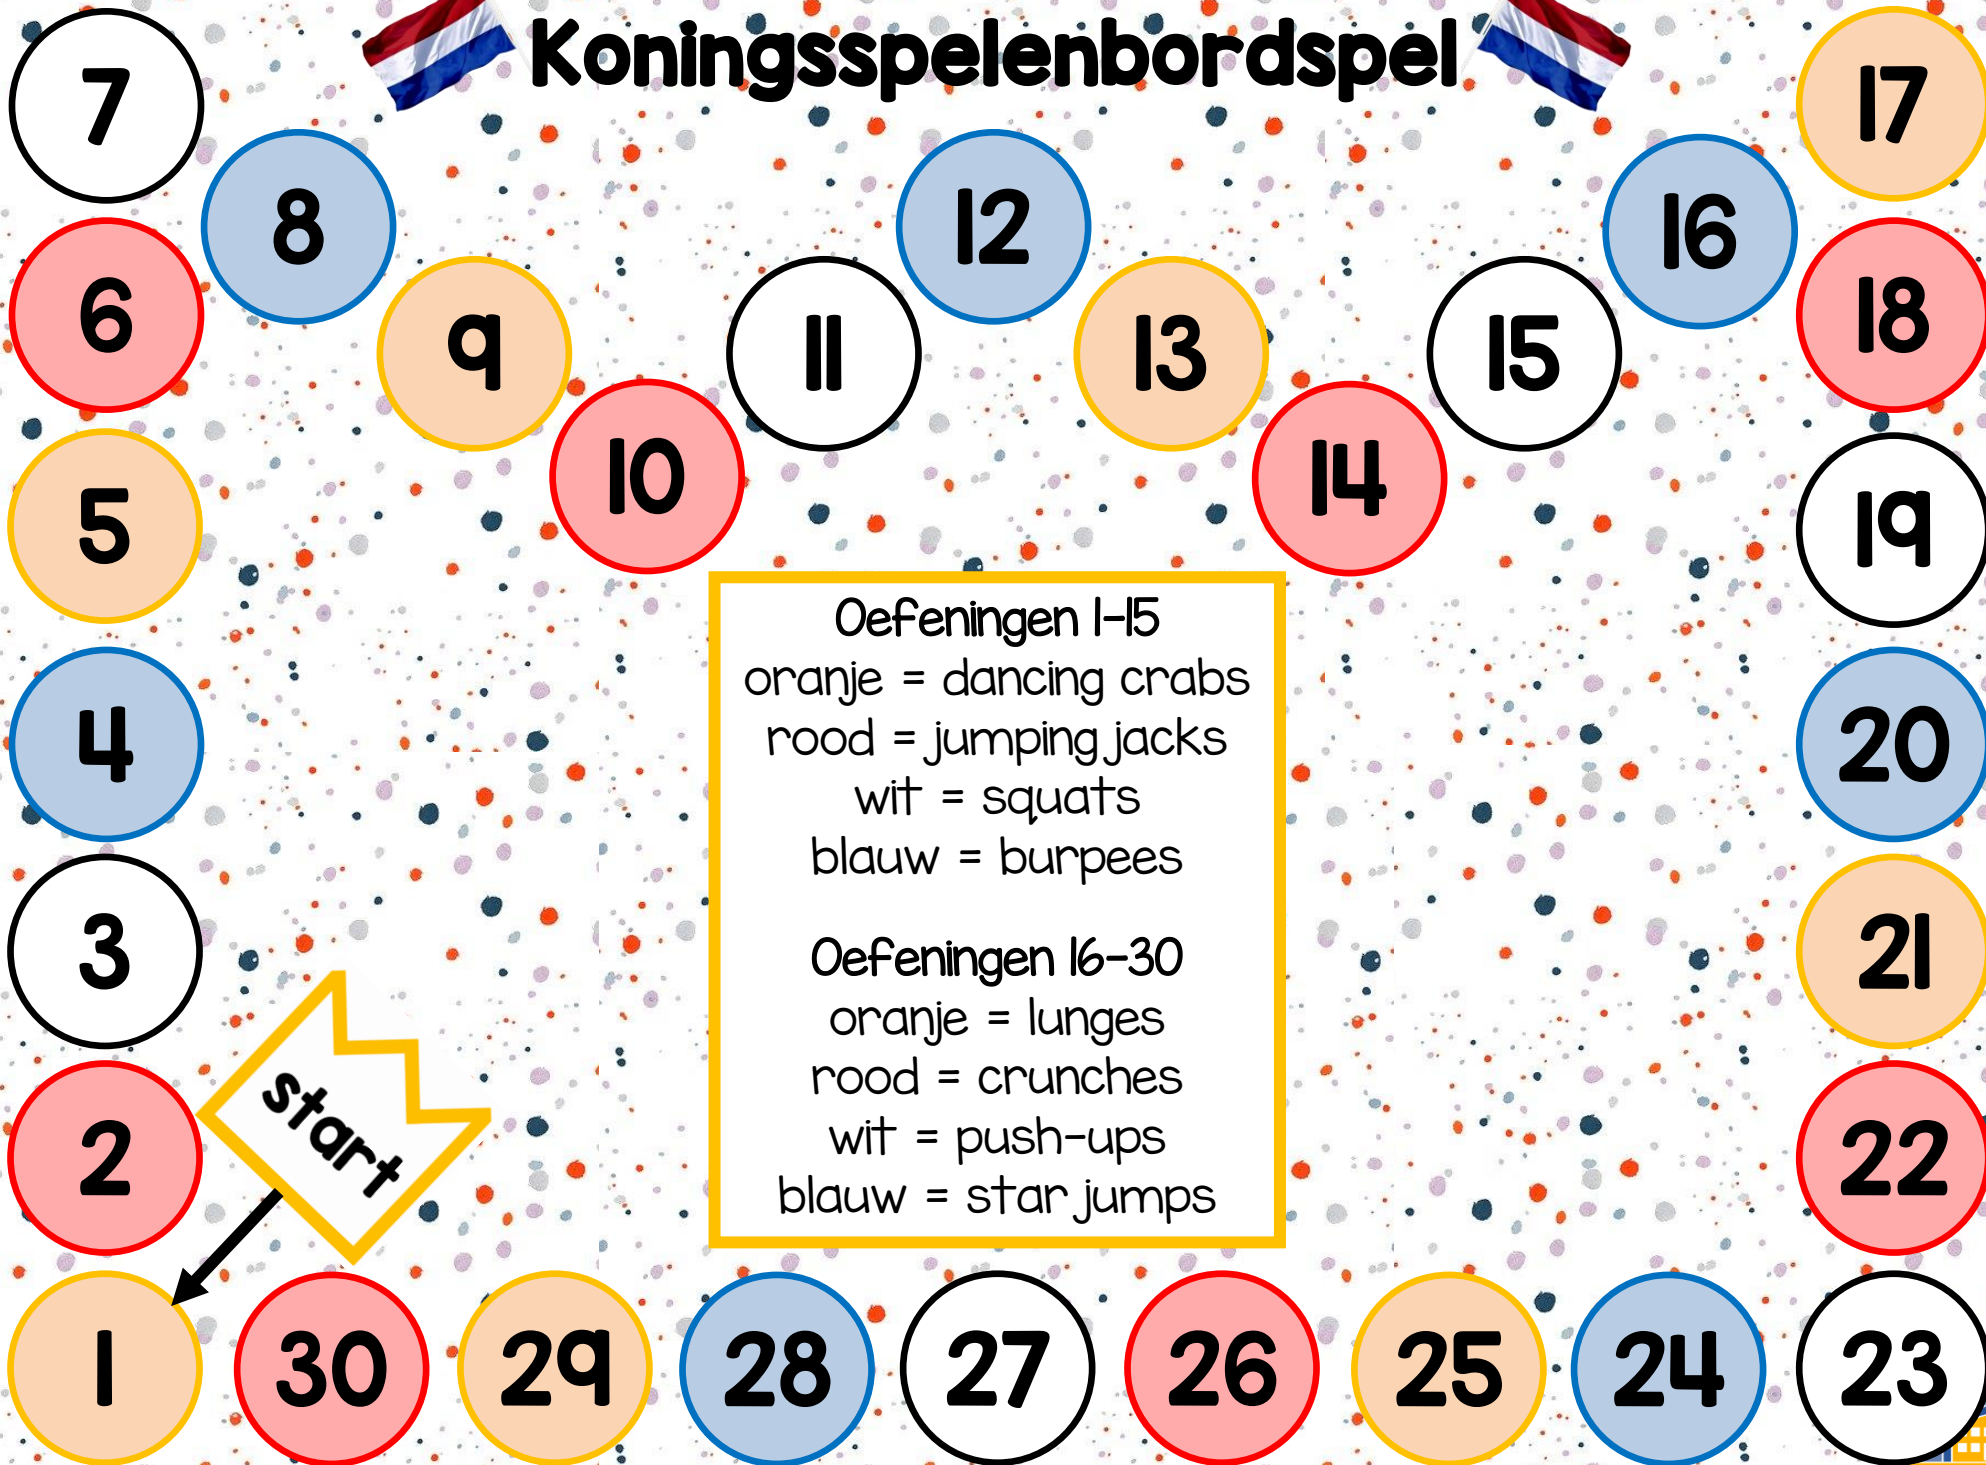 Koningsspelenbordspel
7
17
8
12
16
6
18
9
11
13
15
10
14
5
19
Oefeningen 1-15
oranje = dancing crabs
rood = jumping jacks
wit = squats
blauw = burpees
4
20
3
21
Oefeningen 16-30
oranje = lunges
rood = crunches
wit = push-ups
blauw = star jumps
start
2
22
1
30
29
28
27
26
25
24
23